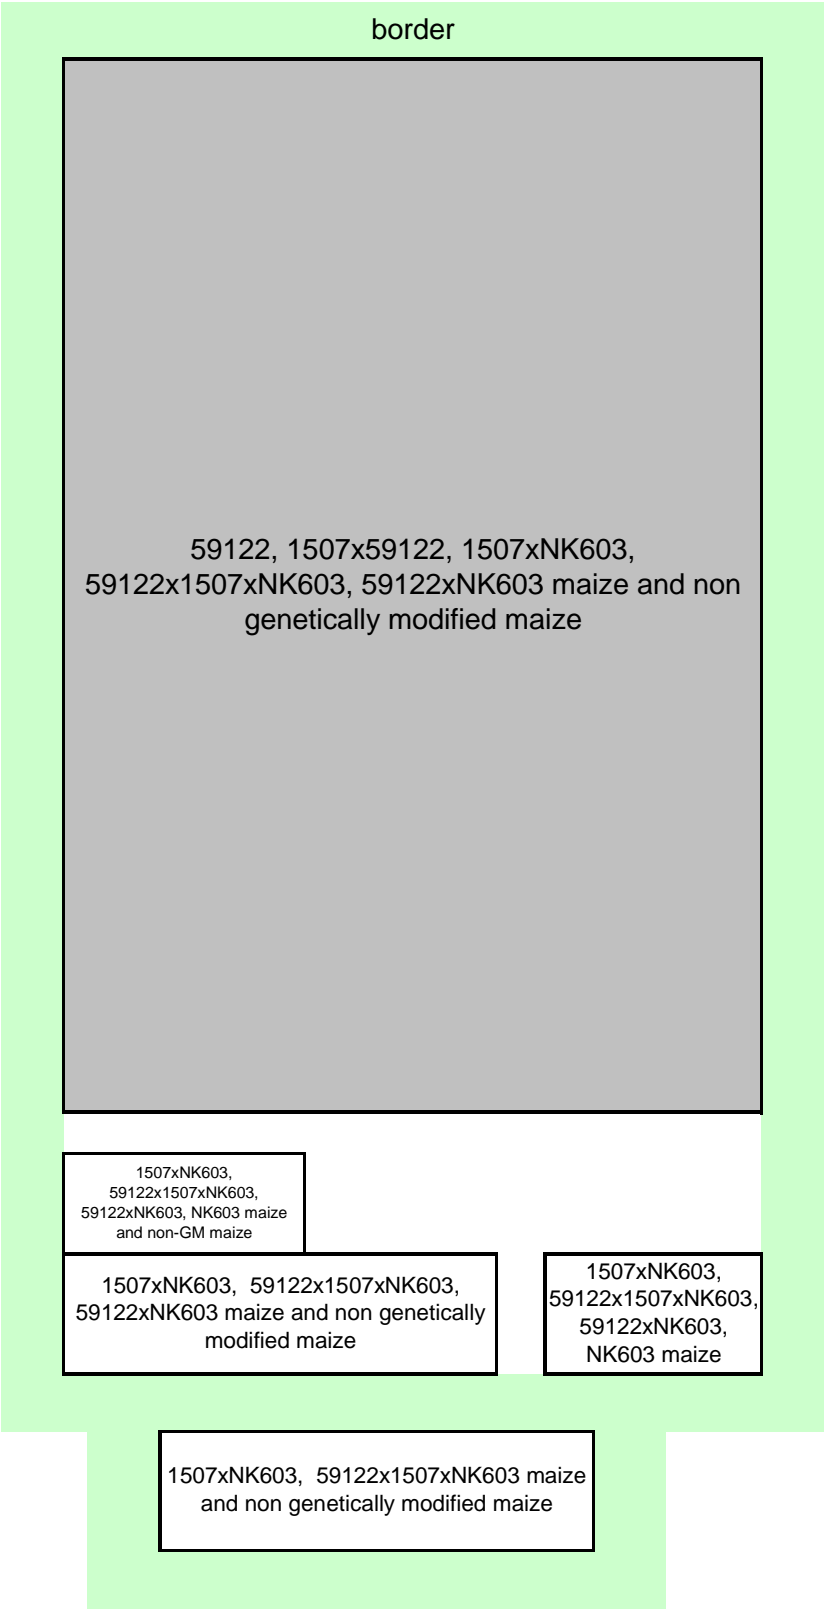 border
59122, 1507x59122, 1507xNK603,
59122x1507xNK603, 59122xNK603 maize and non
genetically modified maize
1507xNK603,
59122x1507xNK603,
59122xNK603, NK603 maize
and non-GM maize
1507xNK603,  59122x1507xNK603,
59122xNK603 maize and non genetically
modified maize
1507xNK603,
59122x1507xNK603,
59122xNK603,
NK603 maize
1507xNK603,  59122x1507xNK603 maize
and non genetically modified maize